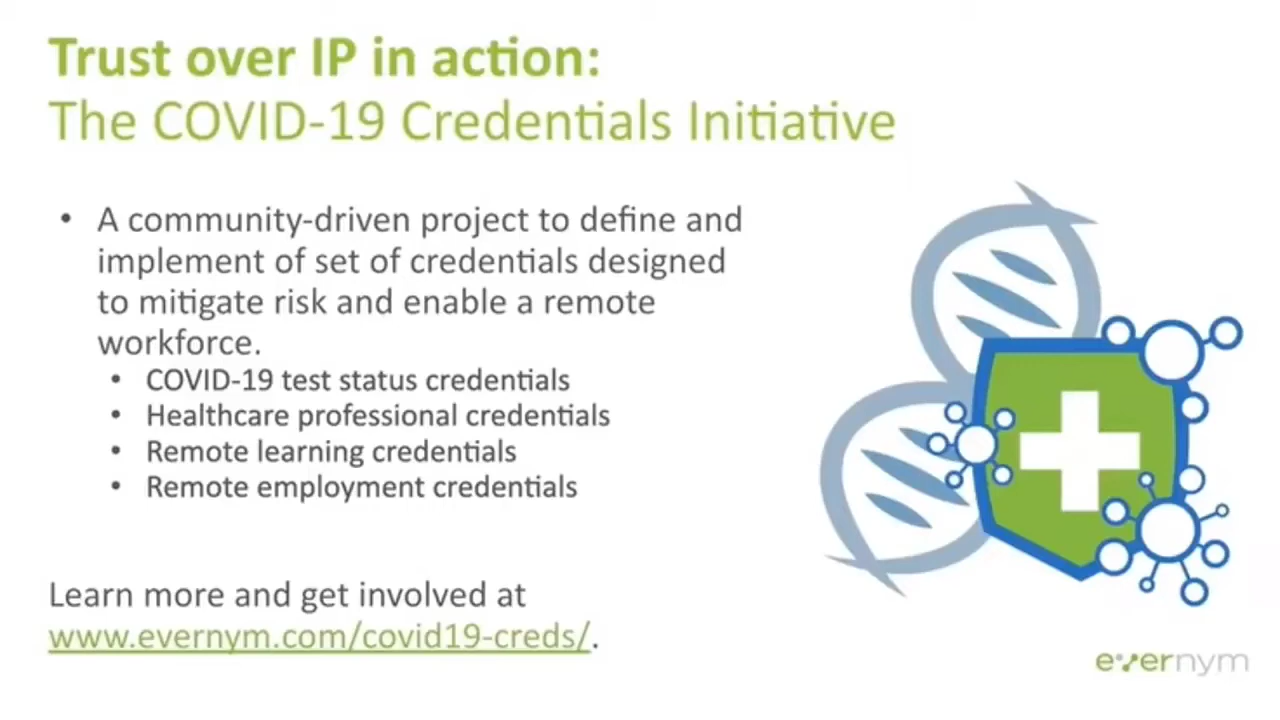 Trust over IP in action:
The COVID-19 Credentials Initiative
• A community-driven project to define and
implement of set of credentials designed
to mitigate risk and enable a remote
workforce.
• COVID-19 test status credentials
• Healthcare professional credentials
• Remote learning credentials
• Remote employment credentials
Learn more and get involved at
www.evernym.com/covid19-creds/.
evernym